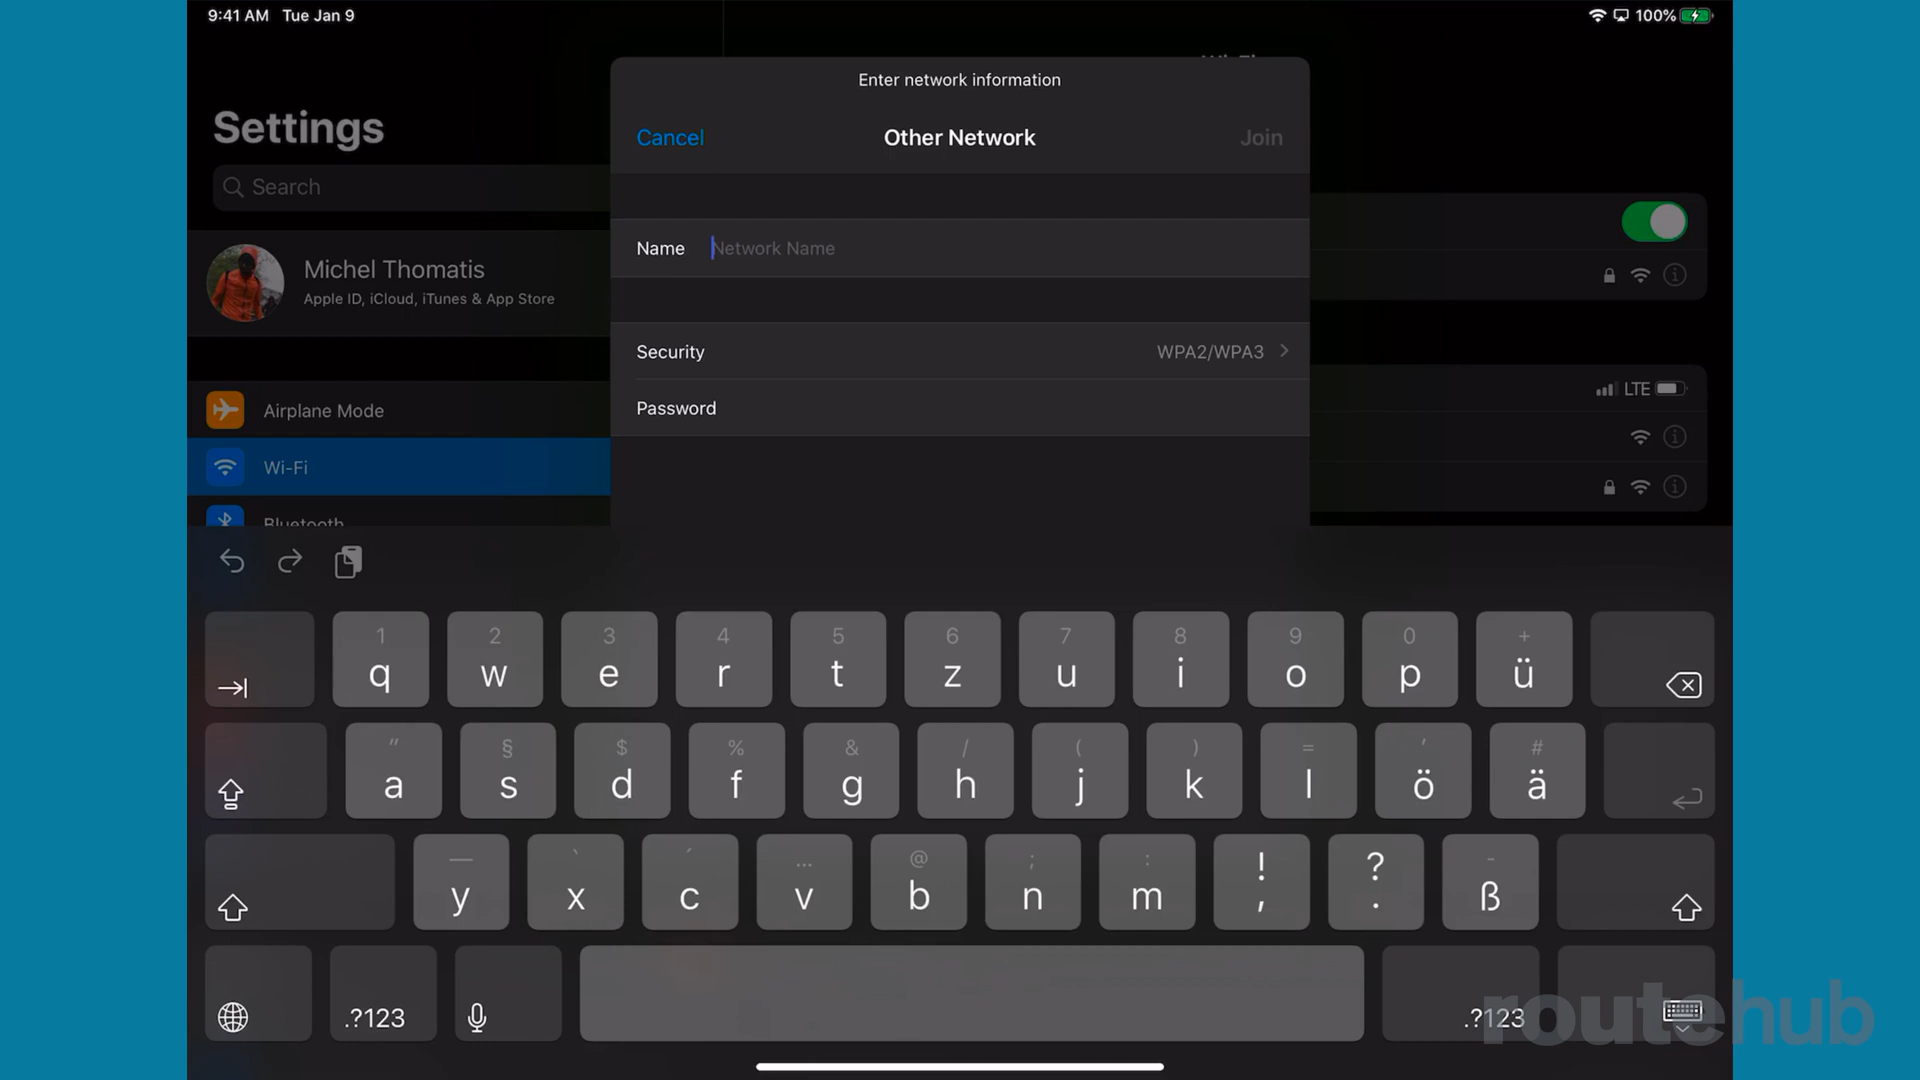 9:41 AM Tue Jan 9
100%
Enter network information
Cancel
Other Network
Join
Settings
Search
Name
Network Name
Michel Thomatis
Apple ID, iCloud, iTunes & App Store
Security
WPA2/WPA3
LTE
Airplane Mode
Password
Wi-Fi
Bluetooth
1 2 3 4 5 6 7 8 9 0 +
q w e r t z u i o p ü
" § $ % & / ( ) = ' #
a s d f g h j k l ö ä
— ` ´ … @ ; : ! ? -
y x c v b n m , . ß
.?123
.?123
routehub